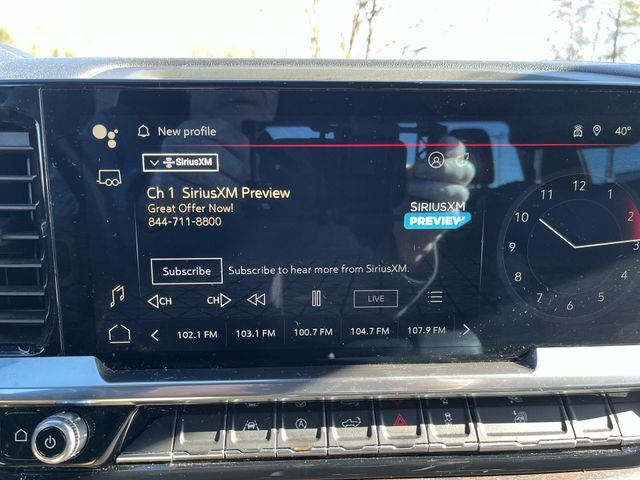 New profile
40°
SiriusXM
Ch 1 SiriusXM Preview
Great Offer Now!
844-711-8800
SIRIUSXM
PREVIEW
Subscribe
Subscribe to hear more from SiriusXM.
CH
CH
LIVE
102.1 FM
103.1 FM
100.7 FM
104.7 FM
107.9 FM
12
1
2
3
4
5
6
7
8
9
10
11